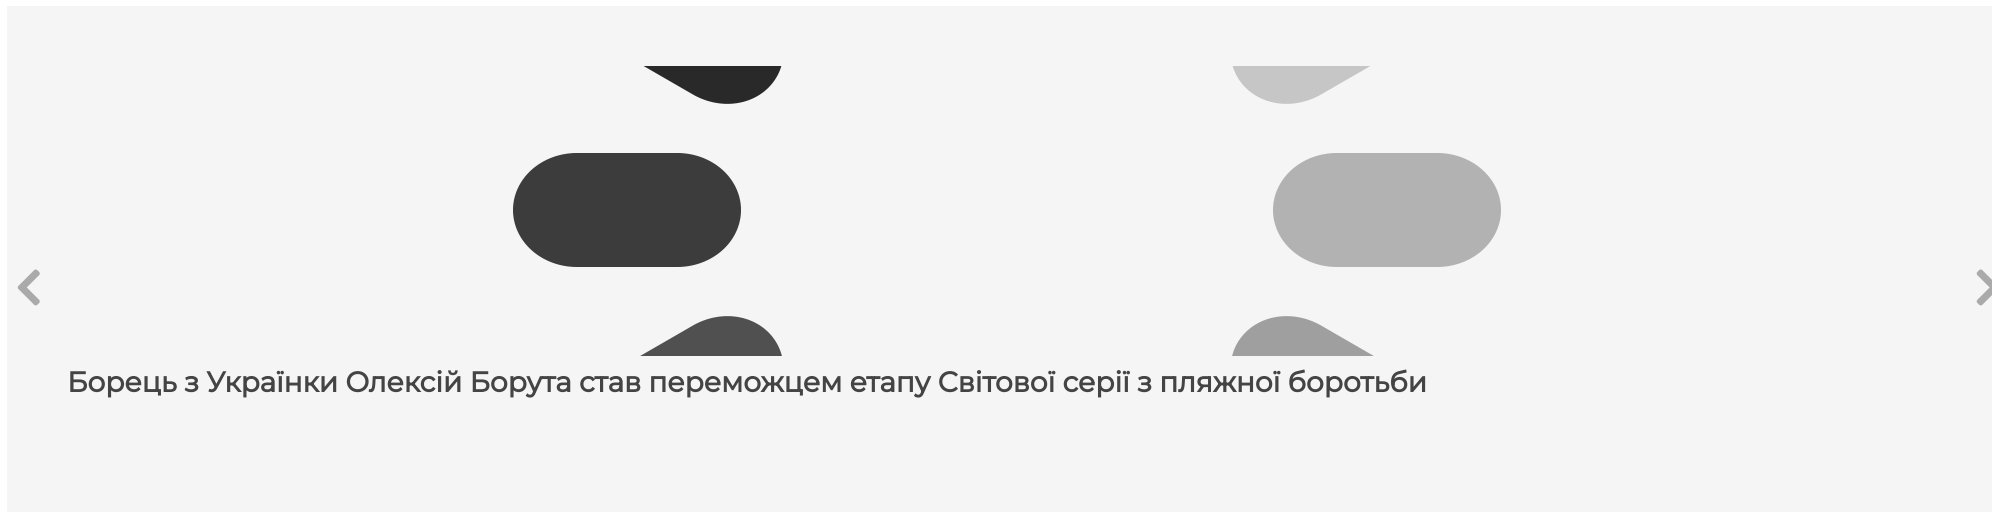 Борець з Українки Олексій Борута став переможцем етапу Світової серії з пляжної боротьби